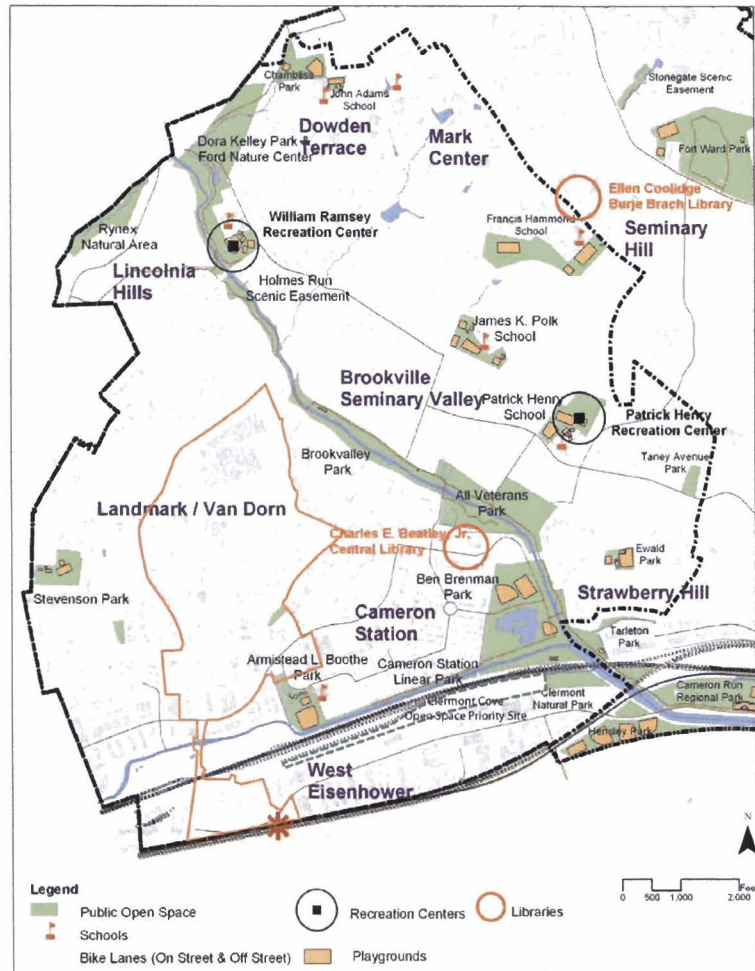 Chambliss
Park
John Adams
School
Stonegate Scenic
Easement
Dowden
Terrace
Mark
Center
Dora Kelley Park &
Ford Nature Center
Fort Ward Park
Ellen Coolidge
Burje Brach Library
William Ramsey
Recreation Center
Francis Hammond
School
Seminary
Hill
Rynex
Natural Area
Lincolnia
Hills
Holmes Run
Scenic Easement
James K. Polk
School
Brookville
Seminary Valley
Patrick Henry
School
Patrick Henry
Recreation Center
Taney Avenue
Park
Brookvalley
Park
All Veterans
Park
Landmark / Van Dorn
Charles E. Beatley, Jr.
Central Library
Ewald
Park
Ben Brenman
Park
Stevenson Park
Strawberry Hill
Cameron
Station
Tarleton
Park
Armistead L. Boothe
Park
Cameron Station
Linear Park
Cameron Run
Regional Park
Clermont Cove
Open Space Priority Site
Clermont
Natural Park
Hensley Park
West
Eisenhower
N
Legend
Public Open Space
Recreation Centers
Libraries
Schools
Bike Lanes (On Street & Off Street)
Playgrounds
Feet
0 500 1,000 2,000